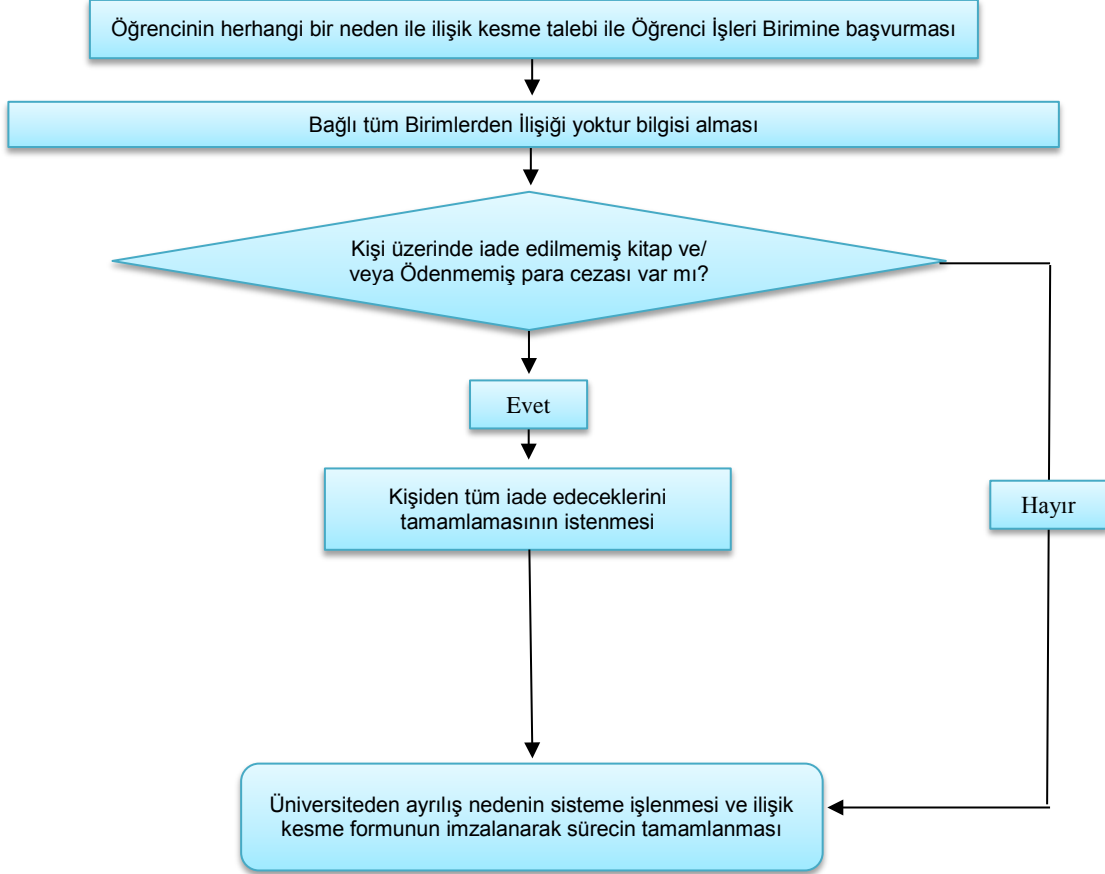 Öğrencinin herhangi bir neden ile ilişik kesme talebi ile Öğrenci İşleri Birimine başvurması
Bağlı tüm Birimlerden İlişiği yoktur bilgisi alması
Kişi üzerinde iade edilmemiş kitap ve/
veya Ödenmemiş para cezası var mı?
Evet
Kişiden tüm iade edeceklerini
tamamlamasının istenmesi
Hayır
Üniversiteden ayrılış nedenin sisteme işlenmesi ve ilişik
kesme formunun imzalanarak sürecin tamamlanması